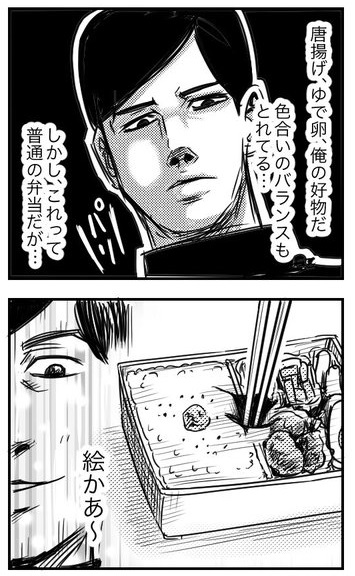 唐揚げ、ゆで卵、俺の好物だ
色合いのバランスも
とれてる…
しかし、これって
普通の弁当だが…
パッ
絵かあ〜